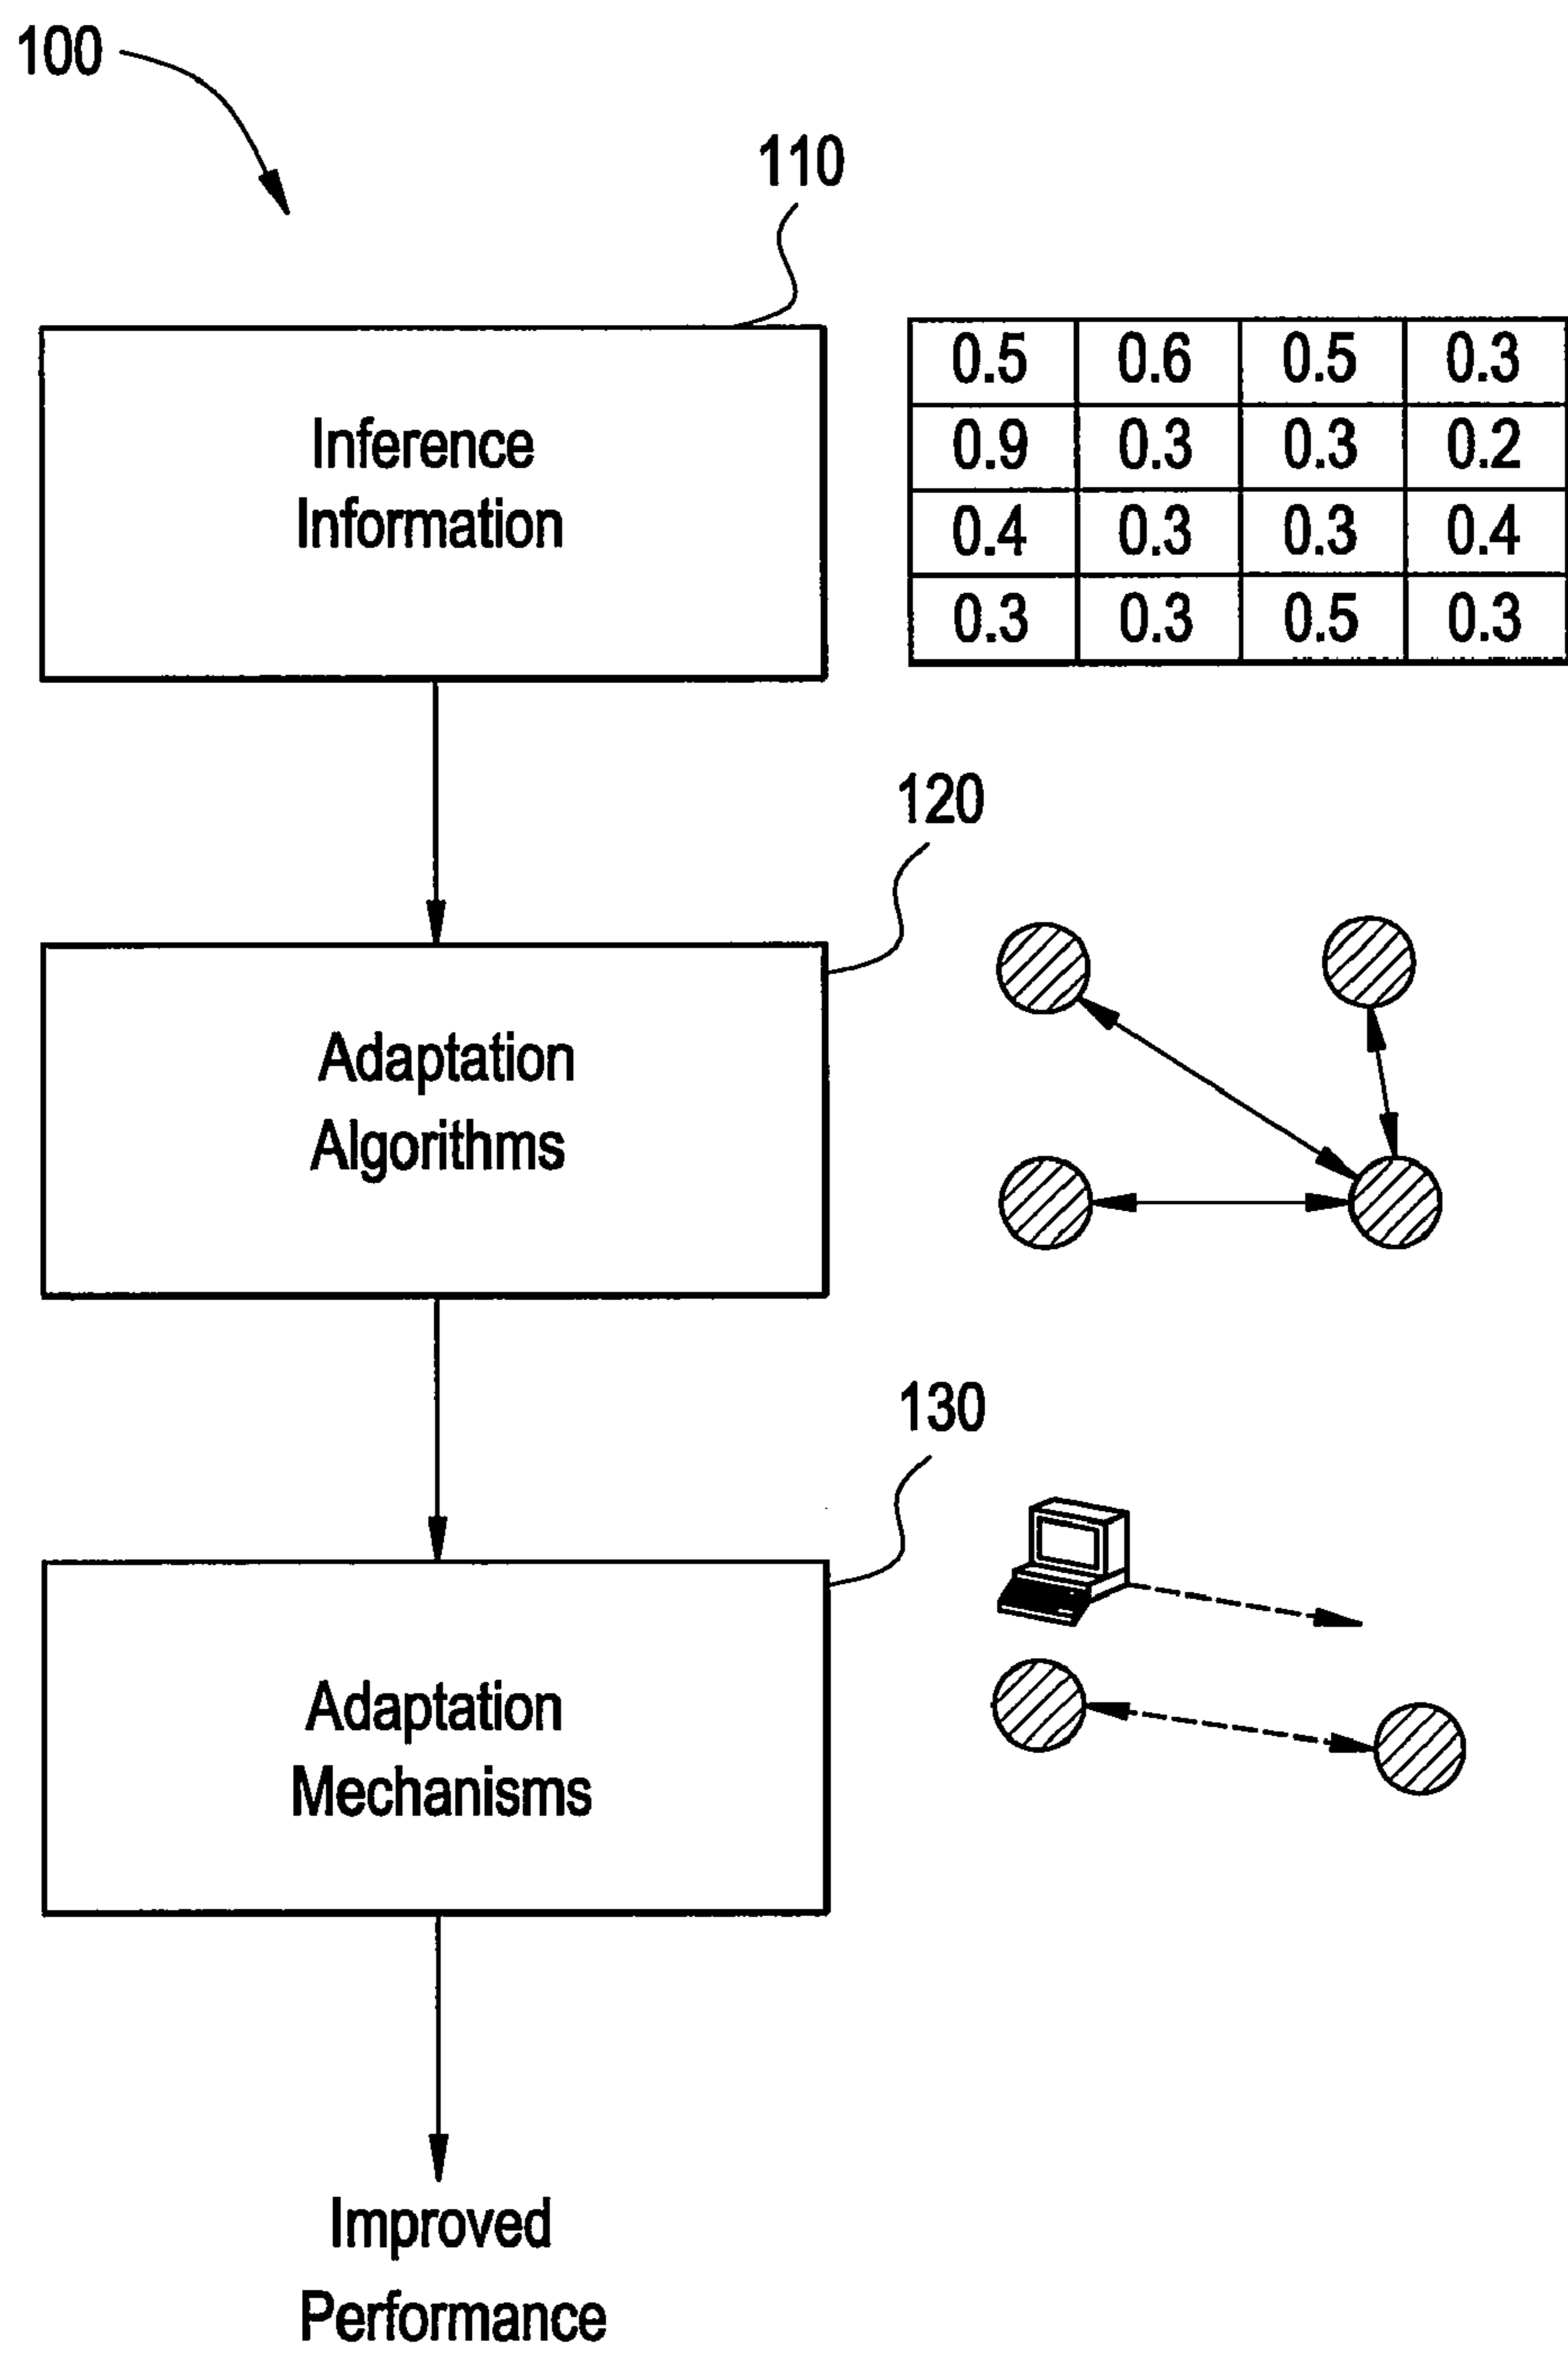 100
110
Inference
Information
0.5 0.6 0.5 0.3
0.9 0.3 0.3 0.2
0.4 0.3 0.3 0.4
0.3 0.3 0.5 0.3
120
Adaptation
Algorithms
130
Adaptation
Mechanisms
Improved
Performance